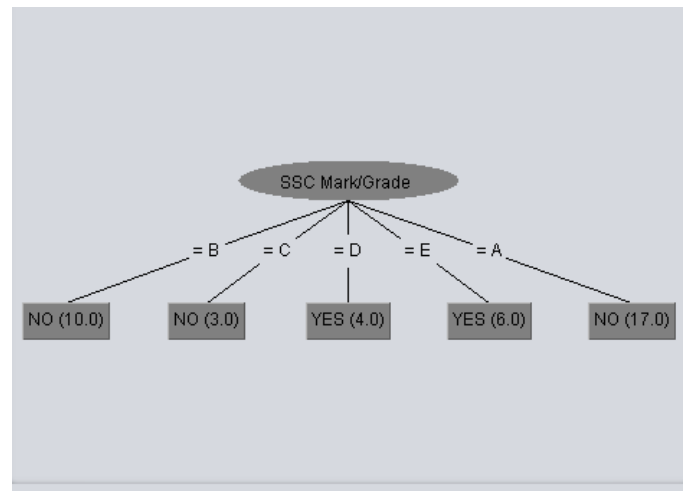 SSC Mark/Grade
= B = C = D = E = A
NO (10.0) NO (3.0) YES (4.0) YES (6.0) NO (17.0)